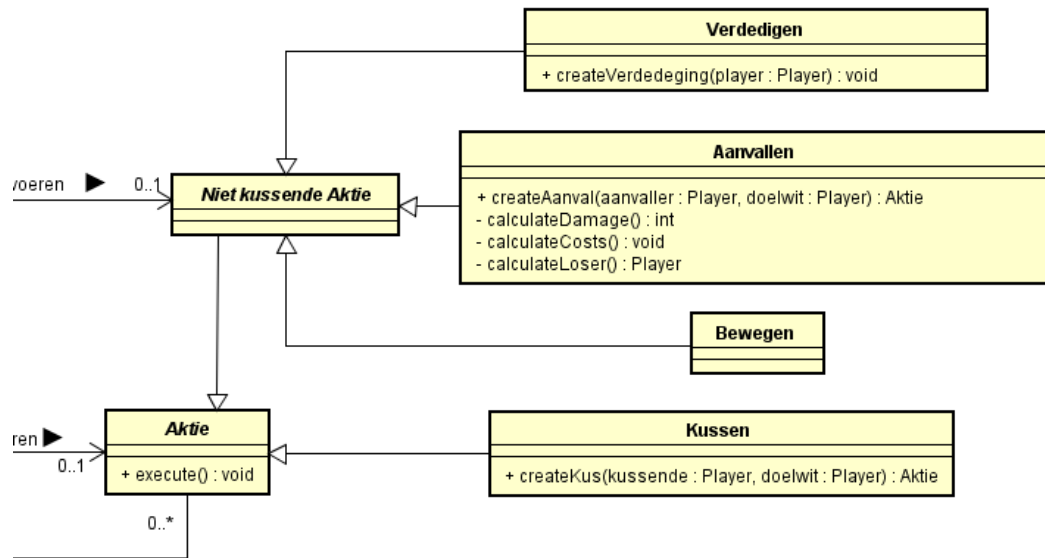 Verdedigen
+ createVerdedeging(player : Player) : void
Aanvallen
+ createAanval(aanvaller : Player, doelwit : Player) : Aktie
- calculateDamage() : int
- calculateCosts() : void
- calculateLoser() : Player
voeren
0..1
Niet kussende Aktie
Bewegen
ren
0..1
Aktie
+ execute() : void
0..*
Kussen
+ createKus(kussende : Player, doelwit : Player) : Aktie